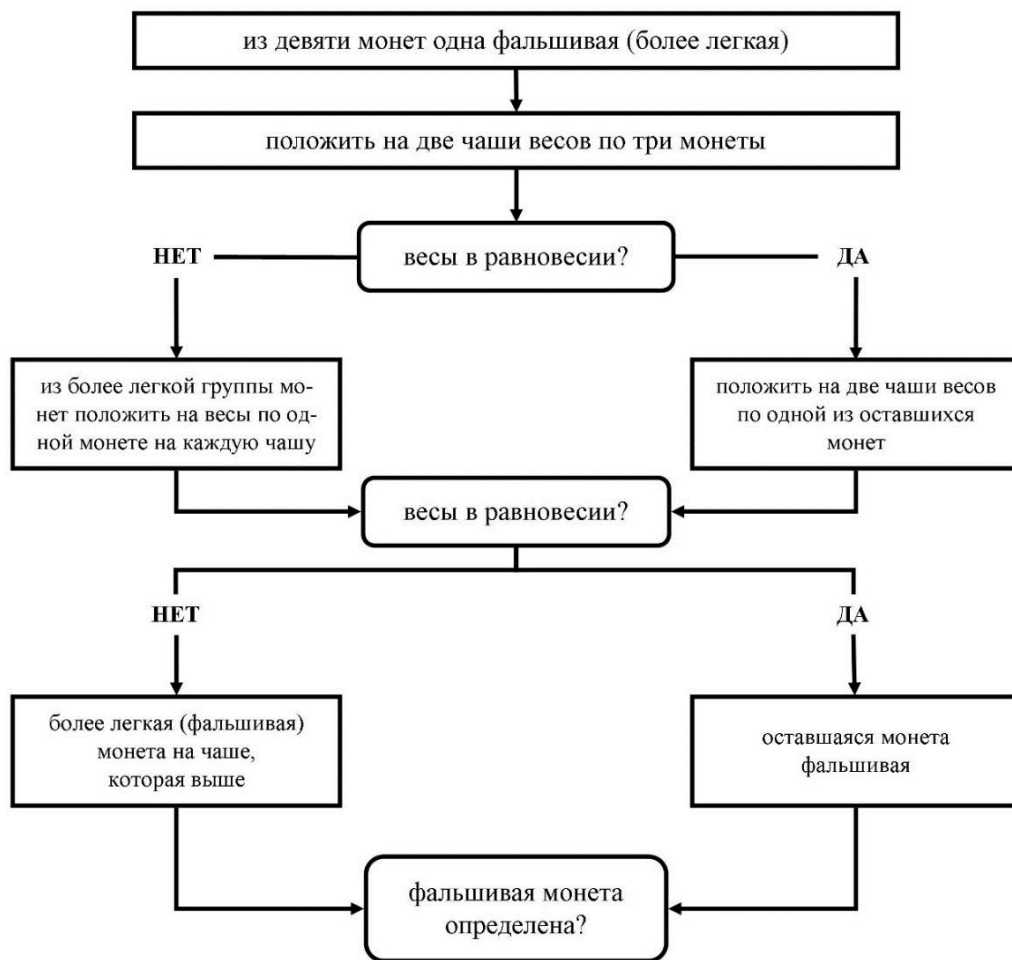 из девяти монет одна фальшивая (более легкая)
положить на две чаши весов по три монеты
НЕТ
весы в равновесии?
ДА
из более легкой группы мо-
нет положить на весы по од-
ной монете на каждую чашу
положить на две чаши весов
по одной из оставшихся
монет
весы в равновесии?
НЕТ
ДА
более легкая (фальшивая)
монета на чаше,
которая выше
оставшаяся монета
фальшивая
фальшивая монета
определена?